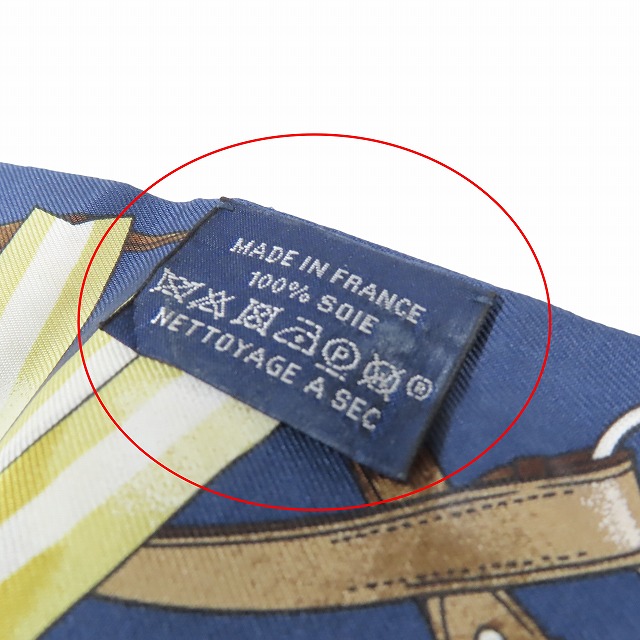 MADE IN FRANCE
100% SOIE
P ®
NETTOYAGE A SEC